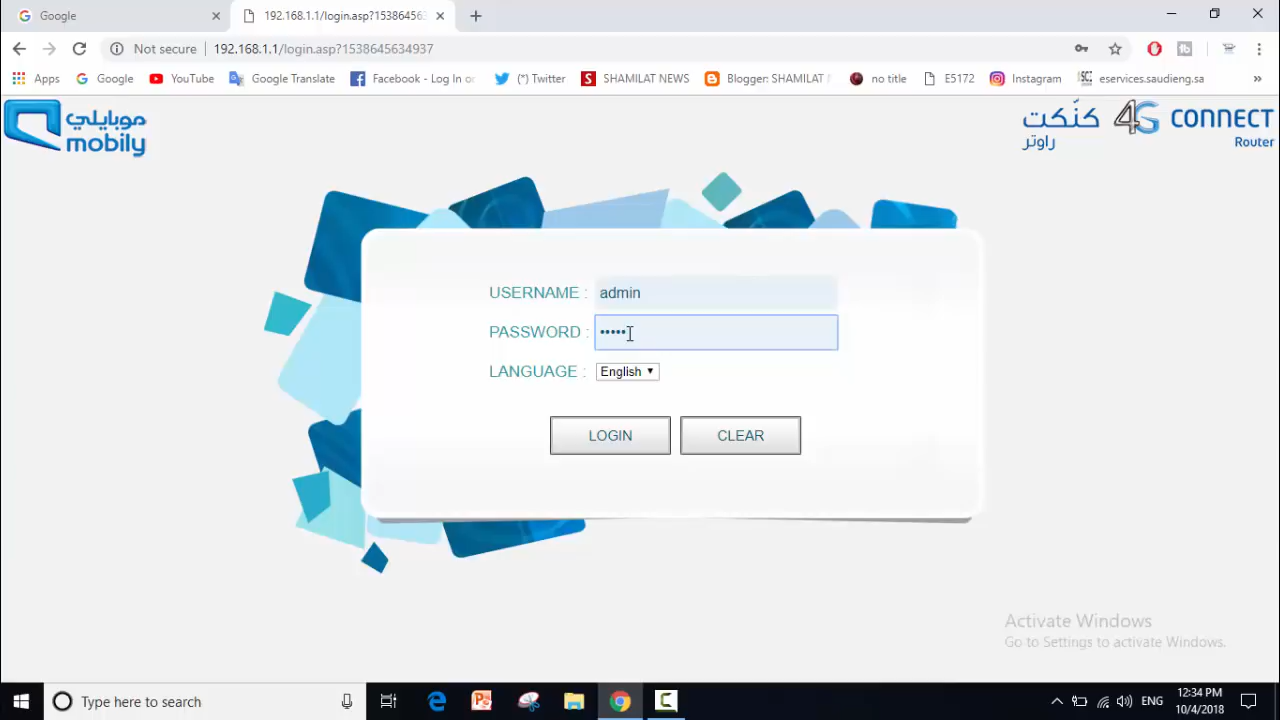 Google
192.168.1.1/login.asp?153864563
Not secure
192.168.1.1/login.asp?1538645634937
Apps
Google
YouTube
Google Translate
Facebook - Log In or
(*) Twitter
SHAMILAT NEWS
Blogger: SHAMILAT
no title
E5172
Instagram
eservices.saudieng.sa
»
موبايلي
mobily
كنّكت
راوتر
4G CONNECT
Router
USERNAME :
admin
PASSWORD :
•••••
LANGUAGE :
English
LOGIN
CLEAR
Activate Windows
Go to Settings to activate Windows.
Type here to search
ENG
12:34 PM
10/4/2018